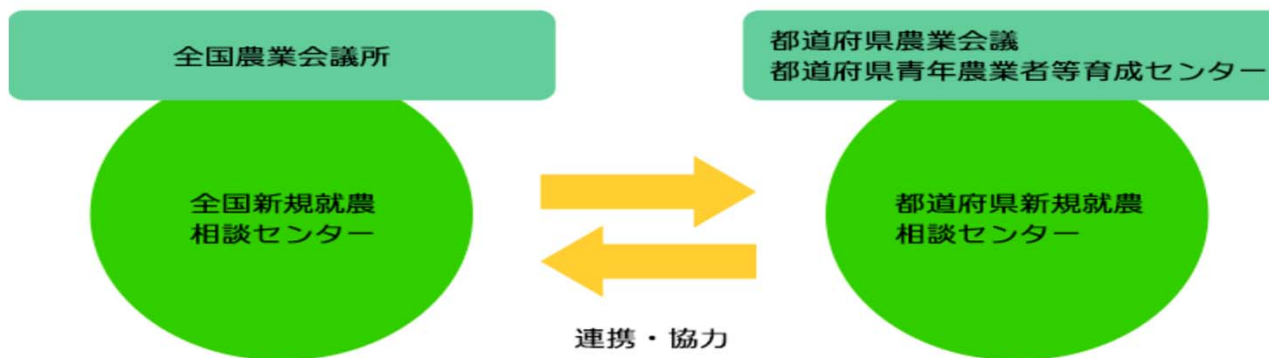 全国農業会議所
都道府県農業会議
都道府県青年農業者等育成センター
全国新規就農
相談センター
都道府県新規就農
相談センター
連携・協力